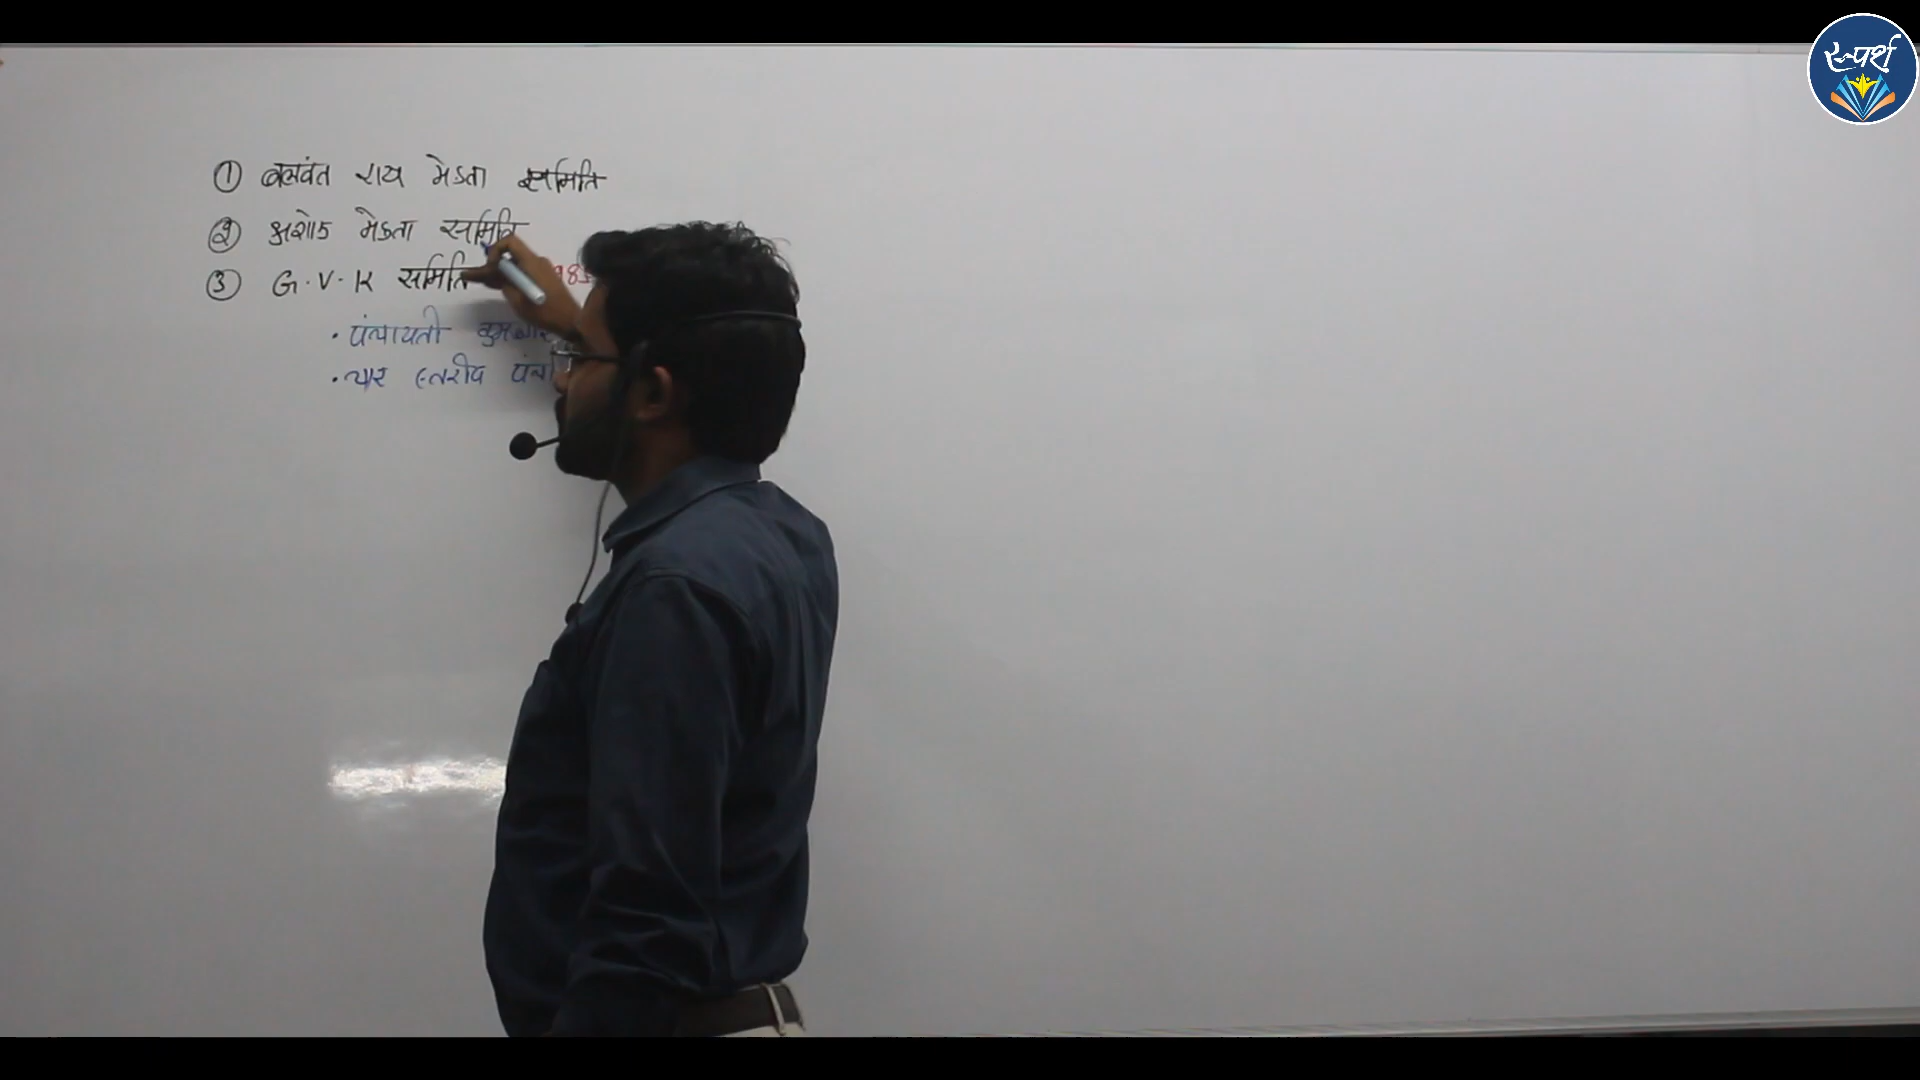 स्पर्श
① बलवंत राय मेहता समिति
② अशोक मेहता समिति
③ G.V.K समिति
• पंचायती
• चार स्तरीय